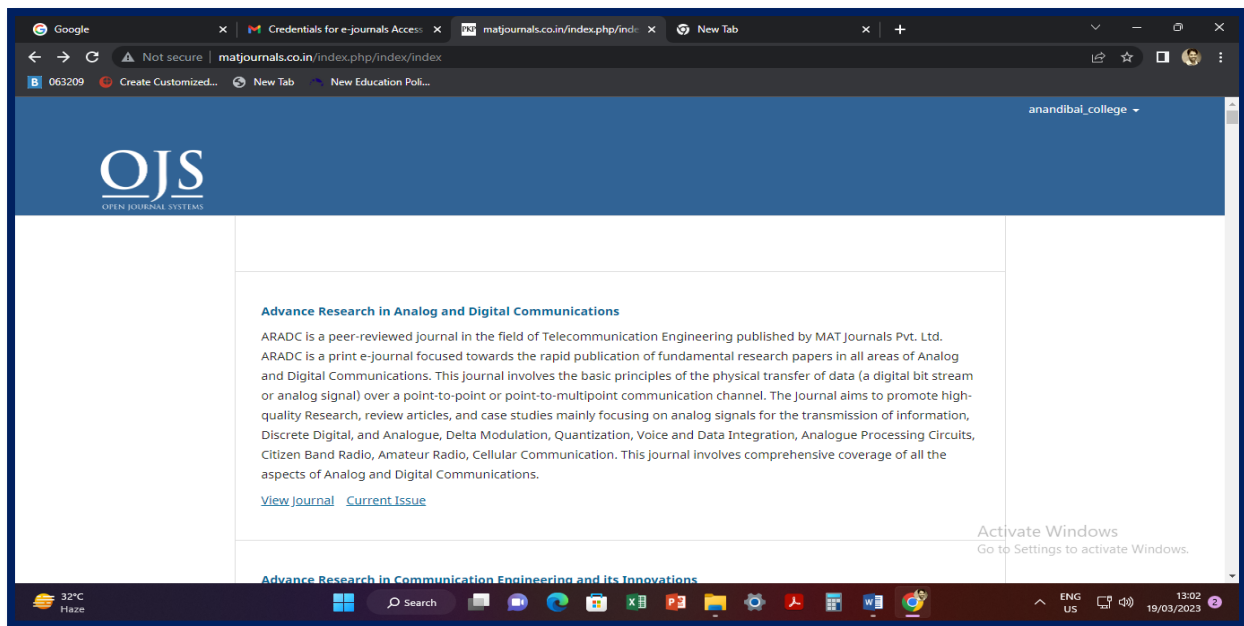 Google
Credentials for e-journals Access
PKP matjournals.co.in/index.php/inde
New Tab
Not secure | matjournals.co.in/index.php/index/index
B 063209
Create Customized...
New Tab
New Education Poli...
anandibai_college
OJS
OPEN JOURNAL SYSTEMS
Advance Research in Analog and Digital Communications
ARADC is a peer-reviewed journal in the field of Telecommunication Engineering published by MAT Journals Pvt. Ltd.
ARADC is a print e-journal focused towards the rapid publication of fundamental research papers in all areas of Analog
and Digital Communications. This journal involves the basic principles of the physical transfer of data (a digital bit stream
or analog signal) over a point-to-point or point-to-multipoint communication channel. The Journal aims to promote high-
quality Research, review articles, and case studies mainly focusing on analog signals for the transmission of information,
Discrete Digital, and Analogue, Delta Modulation, Quantization, Voice and Data Integration, Analogue Processing Circuits,
Citizen Band Radio, Amateur Radio, Cellular Communication. This journal involves comprehensive coverage of all the
aspects of Analog and Digital Communications.
View Journal Current Issue
Activate Windows
Go to Settings to activate Windows.
Advance Research in Communication Engineering and its Innovations
32°C
Haze
Search
ENG
US
13:02
19/03/2023
2